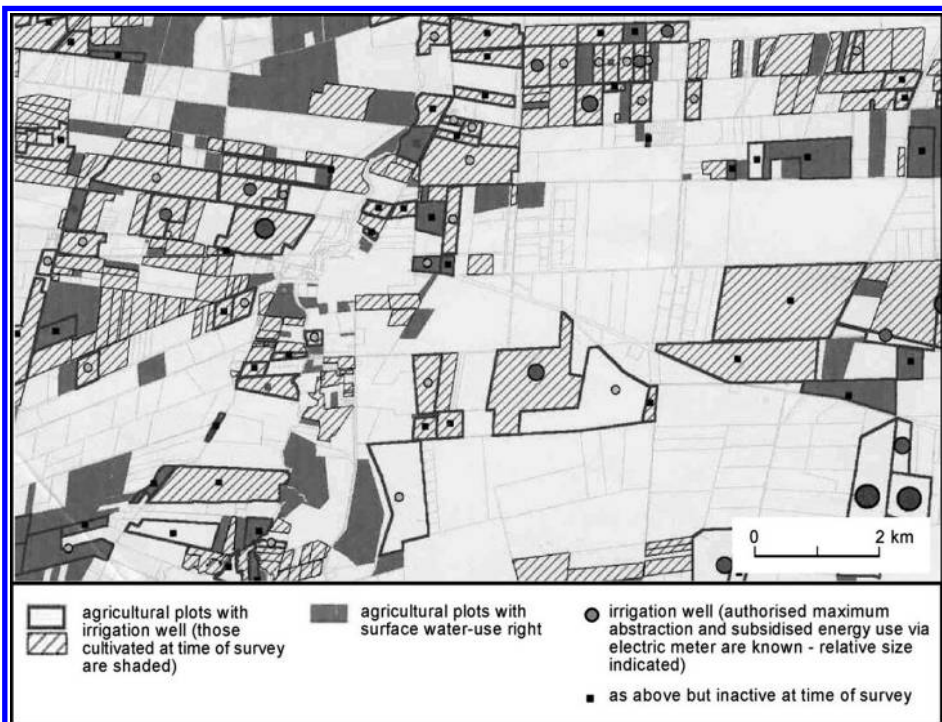 0 2 km
agricultural plots with
irrigation well (those
cultivated at time of survey
are shaded)
agricultural plots with
surface water-use right
irrigation well (authorised maximum
abstraction and subsidised energy use via
electric meter are known - relative size
indicated)
as above but inactive at time of survey